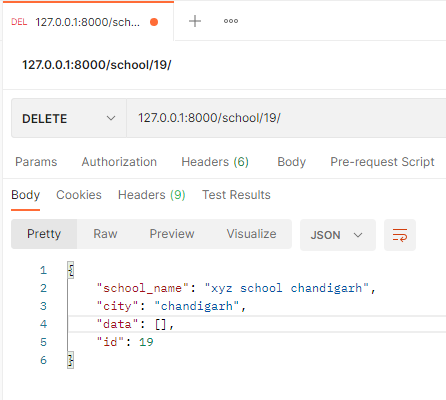 DEL 127.0.0.1:8000/sch...
127.0.0.1:8000/school/19/
DELETE 127.0.0.1:8000/school/19/
Params Authorization Headers (6) Body Pre-request Script
Body Cookies Headers (9) Test Results
Pretty Raw Preview Visualize JSON
1 {
2 "school_name": "xyz school chandigarh",
3 "city": "chandigarh",
4 "data": [],
5 "id": 19
6 }